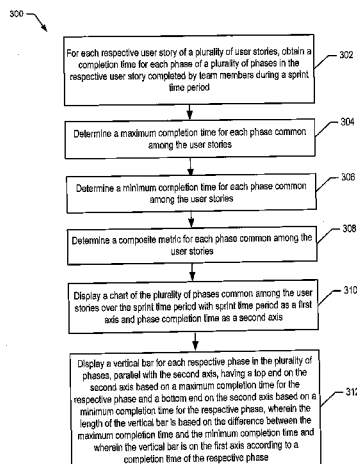 300
For each respective user story of a plurality of user stories, obtain a
completion time for each phase of a plurality of phases in the
respective user story completed by team members during a sprint
time period
302
Determine a maximum completion time for each phase common
among the user stories
304
Determine a minimum completion time for each phase common
among the user stories
306
Determine a composite metric for each phase common among the
user stories
308
Display a chart of the plurality of phases common among the user
stories over the sprint time period with sprint time period as a first
axis and phase completion time as a second axis
310
Display a vertical bar for each respective phase in the plurality of
phases, parallel with the second axis, having a top end on the
second axis based on a maximum completion time for the
respective phase and a bottom end on the second axis based on a
minimum completion time for the respective phase, wherein the
length of the vertical bar is based on the difference between the
maximum completion time and the minimum completion time and
wherein the vertical bar is on the first axis according to a
completion time of the respective phase
312